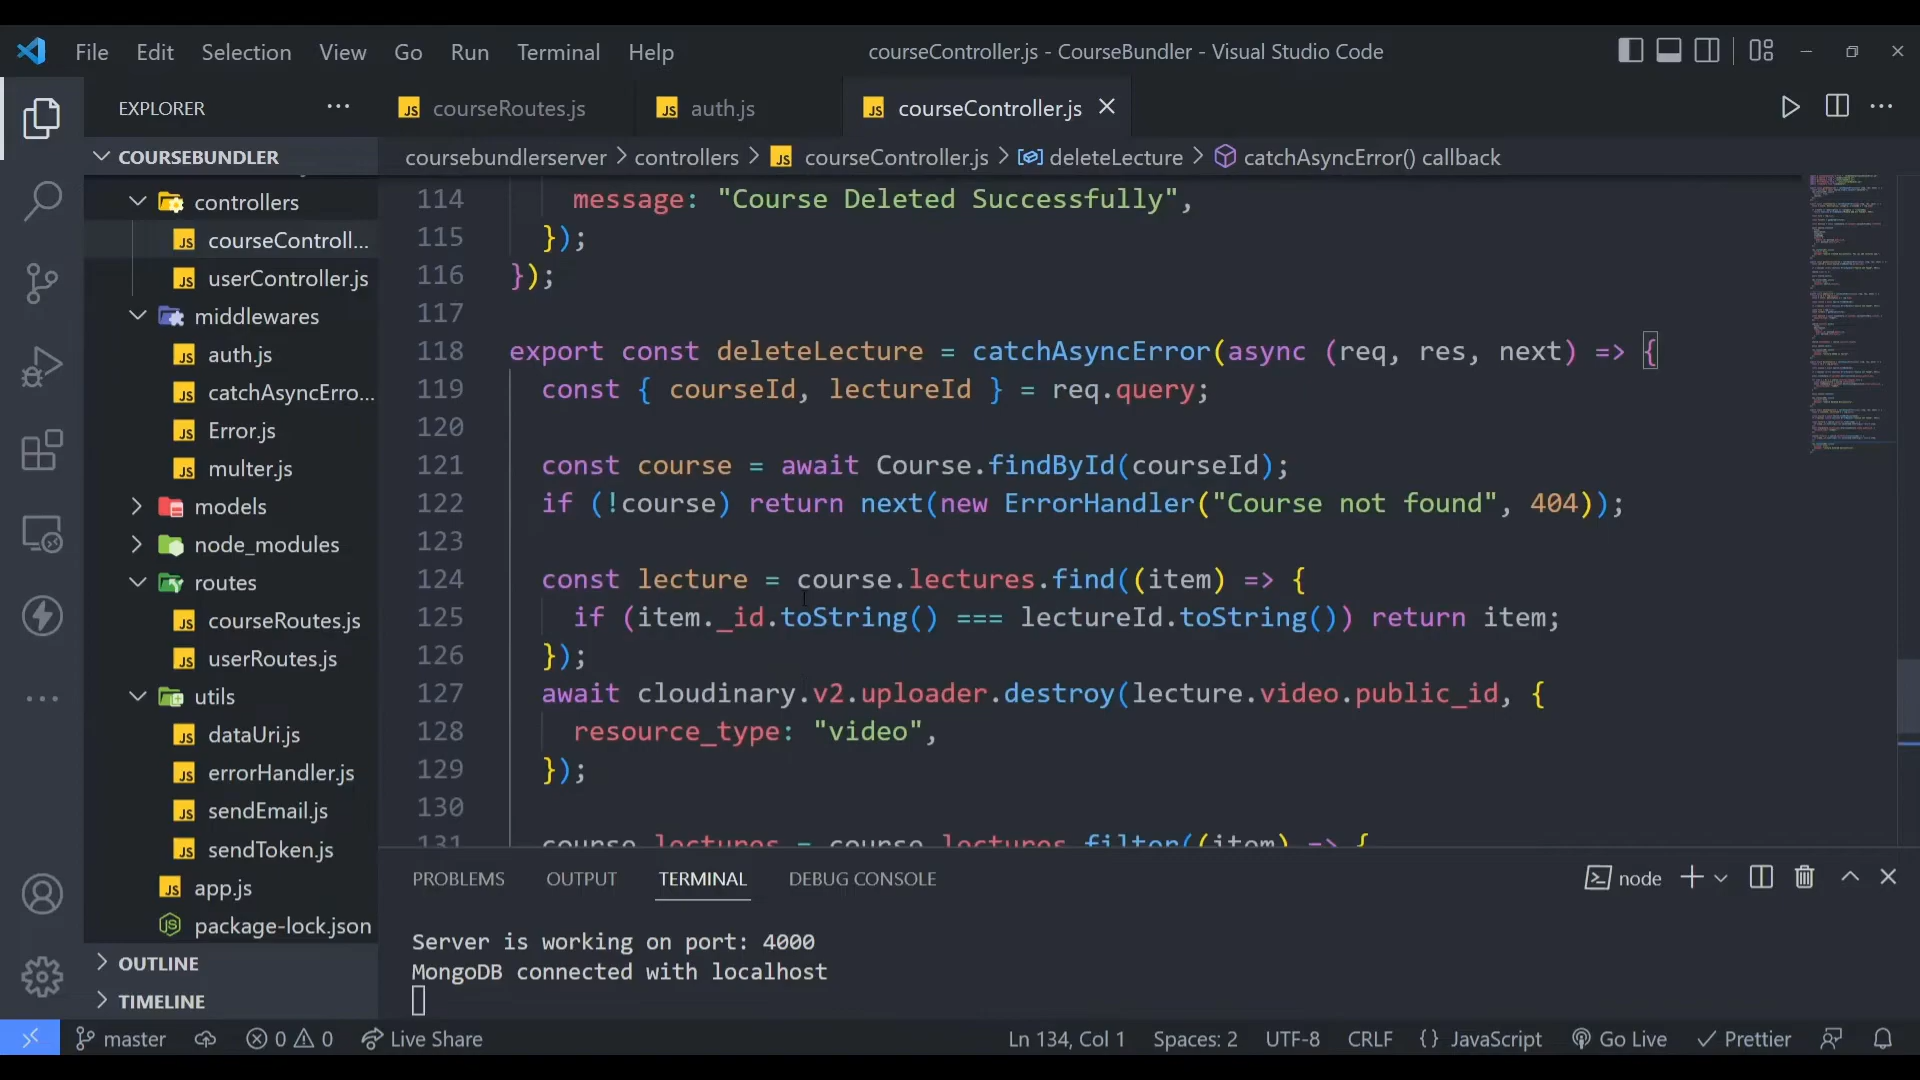 File Edit Selection View Go Run Terminal Help
courseController.js - CourseBundler - Visual Studio Code
EXPLORER
COURSEBUNDLER
controllers
courseControll...
userController.js
middlewares
auth.js
catchAsyncErro...
Error.js
multer.js
models
node_modules
routes
courseRoutes.js
userRoutes.js
utils
dataUri.js
errorHandler.js
sendEmail.js
sendToken.js
app.js
package-lock.json
OUTLINE
TIMELINE
courseRoutes.js auth.js courseController.js
coursebundlerserver > controllers > courseController.js > deleteLecture > catchAsyncError() callback
114 message: "Course Deleted Successfully",
115 });
116 });
117
118 export const deleteLecture = catchAsyncError(async (req, res, next) => {
119 const { courseId, lectureId } = req.query;
120
121 const course = await Course.findById(courseId);
122 if (!course) return next(new ErrorHandler("Course not found", 404));
123
124 const lecture = course.lectures.find((item) => {
125 if (item._id.toString() === lectureId.toString()) return item;
126 });
127 await cloudinary.v2.uploader.destroy(lecture.video.public_id, {
128 resource_type: "video",
129 });
130
131 course.lectures = course.lectures.filter((item) => {
PROBLEMS OUTPUT TERMINAL DEBUG CONSOLE
node
Server is working on port: 4000
MongoDB connected with localhost
master 0 0 Live Share
Ln 134, Col 1 Spaces: 2 UTF-8 CRLF {} JavaScript Go Live Prettier